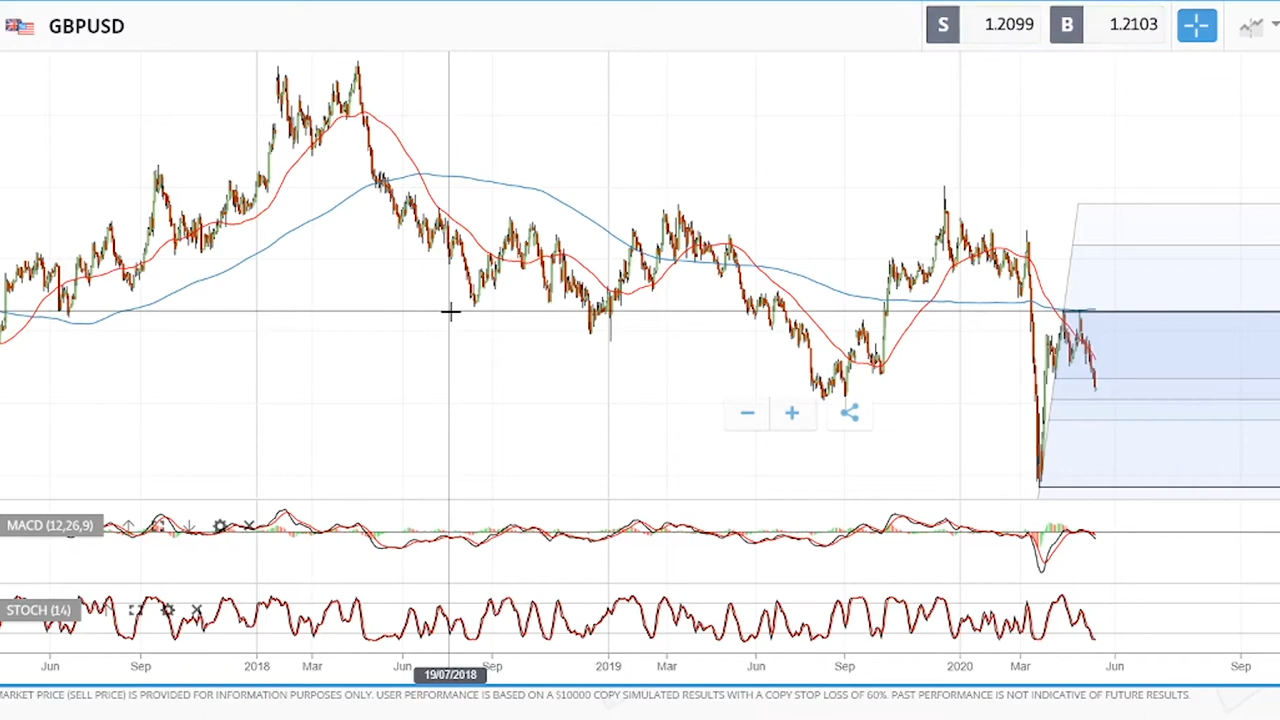 GBPUSD S 1.2099 B 1.2103
MACD (12,26,9)
STOCH (14)
Jun Sep 2018 Mar Jun Sep 2019 Mar Jun Sep 2020 Mar Jun Sep
19/07/2018
MARKET PRICE (SELL PRICE) IS PROVIDED FOR INFORMATION PURPOSES ONLY. USER PERFORMANCE IS BASED ON A $10000 COPY SIMULATED RESULTS WITH A COPY STOP LOSS OF 60%. PAST PERFORMANCE IS NOT INDICATIVE OF FUTURE RESULTS.